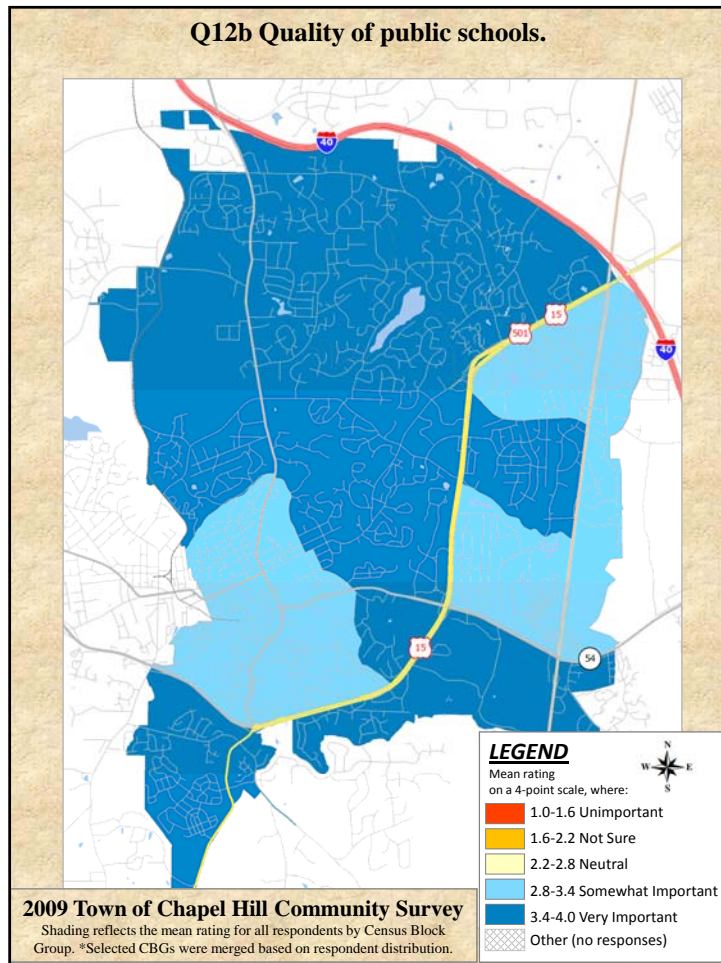 Q12b Quality of public schools.
40
15
501
40
15
54
LEGEND
N
W E
S
Mean rating
on a 4-point scale, where:
1.0-1.6 Unimportant
1.6-2.2 Not Sure
2.2-2.8 Neutral
2.8-3.4 Somewhat Important
3.4-4.0 Very Important
Other (no responses)
2009 Town of Chapel Hill Community Survey
Shading reflects the mean rating for all respondents by Census Block
Group. *Selected CBGs were merged based on respondent distribution.